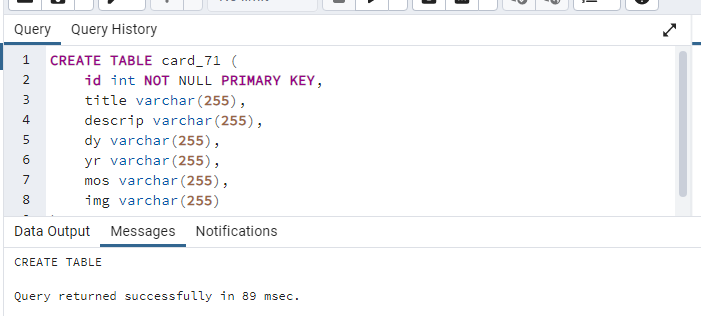 No limit
Query Query History
1 CREATE TABLE card_71 (
2 id int NOT NULL PRIMARY KEY,
3 title varchar(255),
4 descrip varchar(255),
5 dy varchar(255),
6 yr varchar(255),
7 mos varchar(255),
8 img varchar(255)
Data Output Messages Notifications
CREATE TABLE
Query returned successfully in 89 msec.